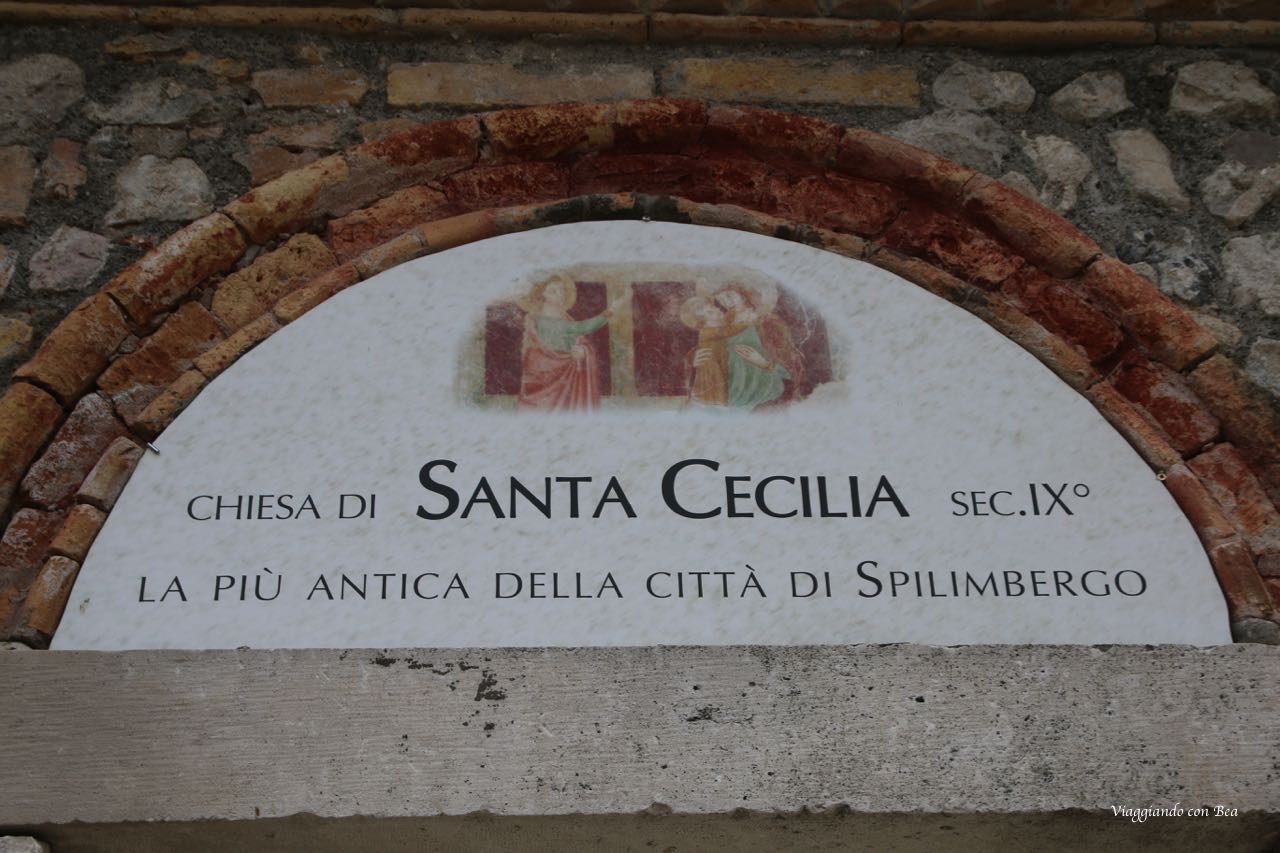 CHIESA DI SANTA CECILIA SEC.IX°
LA PIÙ ANTICA DELLA CITTÀ DI SPILIMBERGO
Viaggiando con Bea